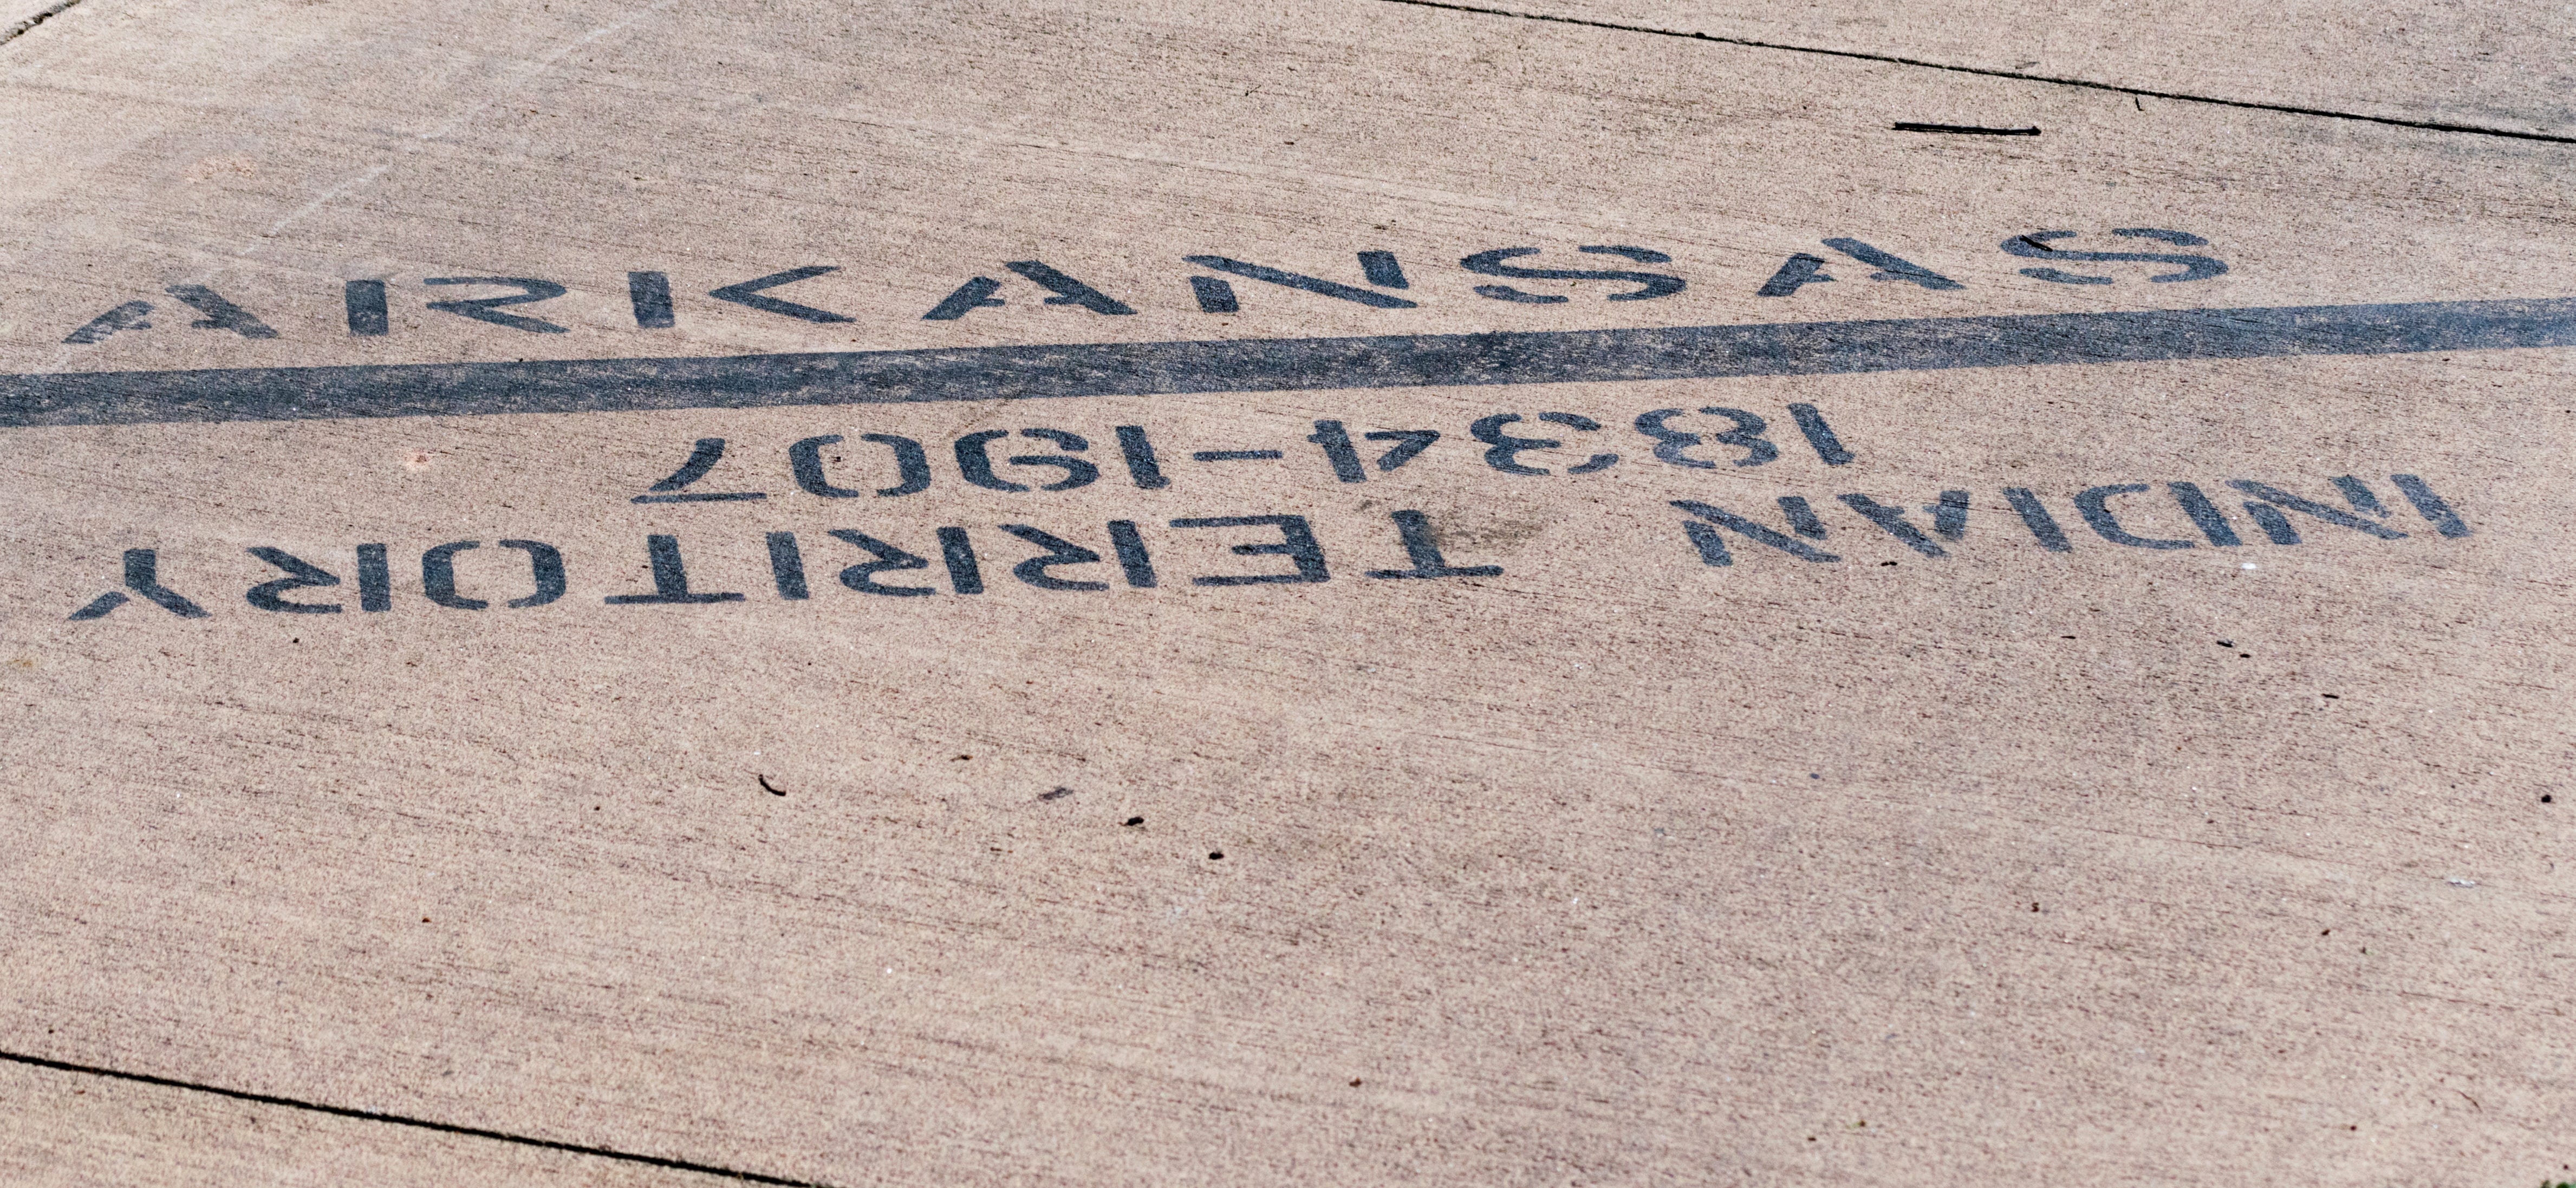 ARKANSAS
INDIAN TERRITORY
1834-1907